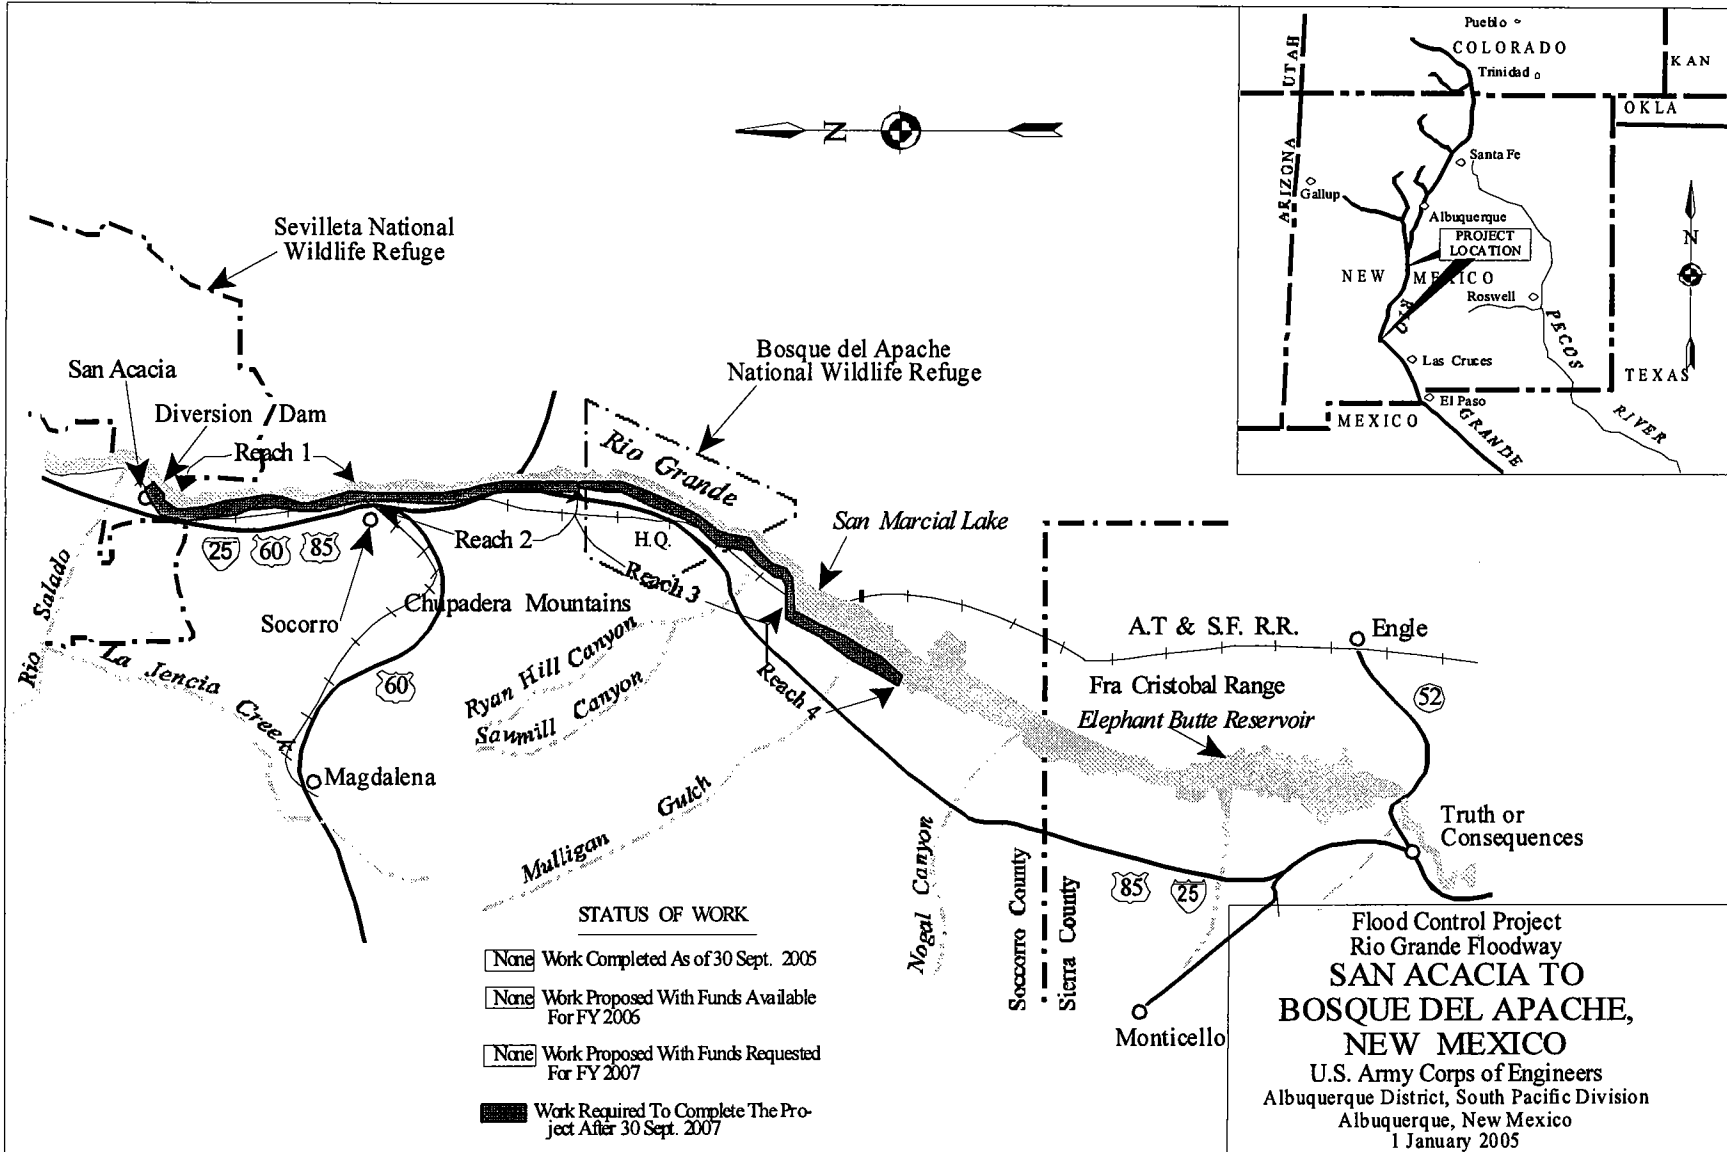 Pueblo
COLORADO
Trinidad
UTAH
KAN
OKLA
ARIZONA
Santa Fe
Gallup
Albuquerque
PROJECT
LOCATION
NEW MEXICO
N
Roswell
RIO
PECOS
Las Cruces
TEXAS
El Paso
MEXICO
GRANDE
RIVER
N
Sevilleta National
Wildlife Refuge
San Acacia
Diversion Dam
Reach 1
Bosque del Apache
National Wildlife Refuge
Rio Grande
San Marcial Lake
25
60
85
Reach 2
H.Q.
Reach 3
Rio Salado
Socorro
Chupadera Mountains
La Jencia Creek
60
Ryan Hill Canyon
Sawmill Canyon
Reach 4
A.T & S.F. R.R.
Engle
Fra Cristobal Range
Elephant Butte Reservoir
52
Magdalena
Mulligan Gulch
Nogal Canyon
Truth or
Consequences
Soccorro County
Sierra County
85
25
Monticello
STATUS OF WORK
None Work Completed As of 30 Sept. 2005
None Work Proposed With Funds Available
For FY 2006
None Work Proposed With Funds Requested
For FY 2007
Work Required To Complete The Pro-
ject After 30 Sept. 2007
Flood Control Project
Rio Grande Floodway
SAN ACACIA TO
BOSQUE DEL APACHE,
NEW MEXICO
U.S. Army Corps of Engineers
Albuquerque District, South Pacific Division
Albuquerque, New Mexico
1 January 2005